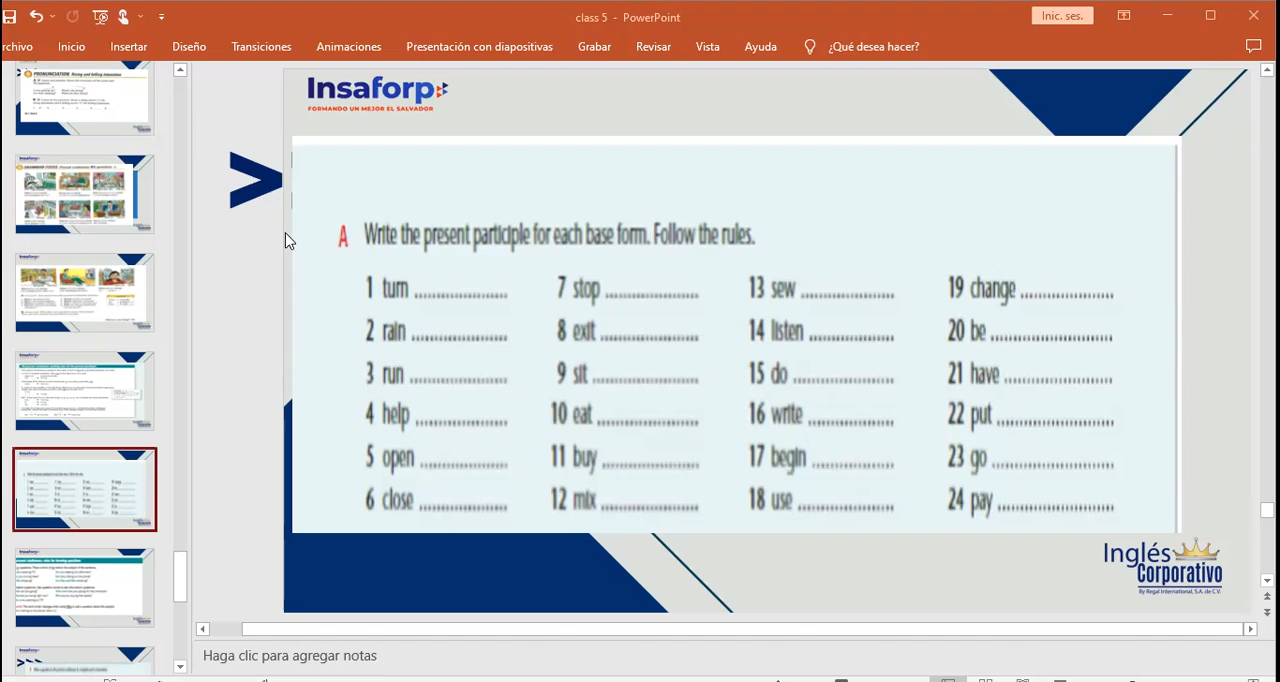 class 5 - PowerPoint
Inic. ses.
rchivo Inicio Insertar Diseño Transiciones Animaciones Presentación con diapositivas Grabar Revisar Vista Ayuda ¿Qué desea hacer?
Insaforp
FORMANDO UN MEJOR EL SALVADOR
A Write the present participle for each base form. Follow the rules.
1 turn ....................
7 stop ....................
13 sew ....................
19 change ....................
2 rain ....................
8 exit ....................
14 listen ....................
20 be ....................
3 run ....................
9 sit ....................
15 do ....................
21 have ....................
4 help ....................
10 eat ....................
16 write ....................
22 put ....................
5 open ....................
11 buy ....................
17 begin ....................
23 go ....................
6 close ....................
12 mix ....................
18 use ....................
24 pay ....................
Inglés
Corporativo
By Regal International, S.A. de C.V.
Haga clic para agregar notas